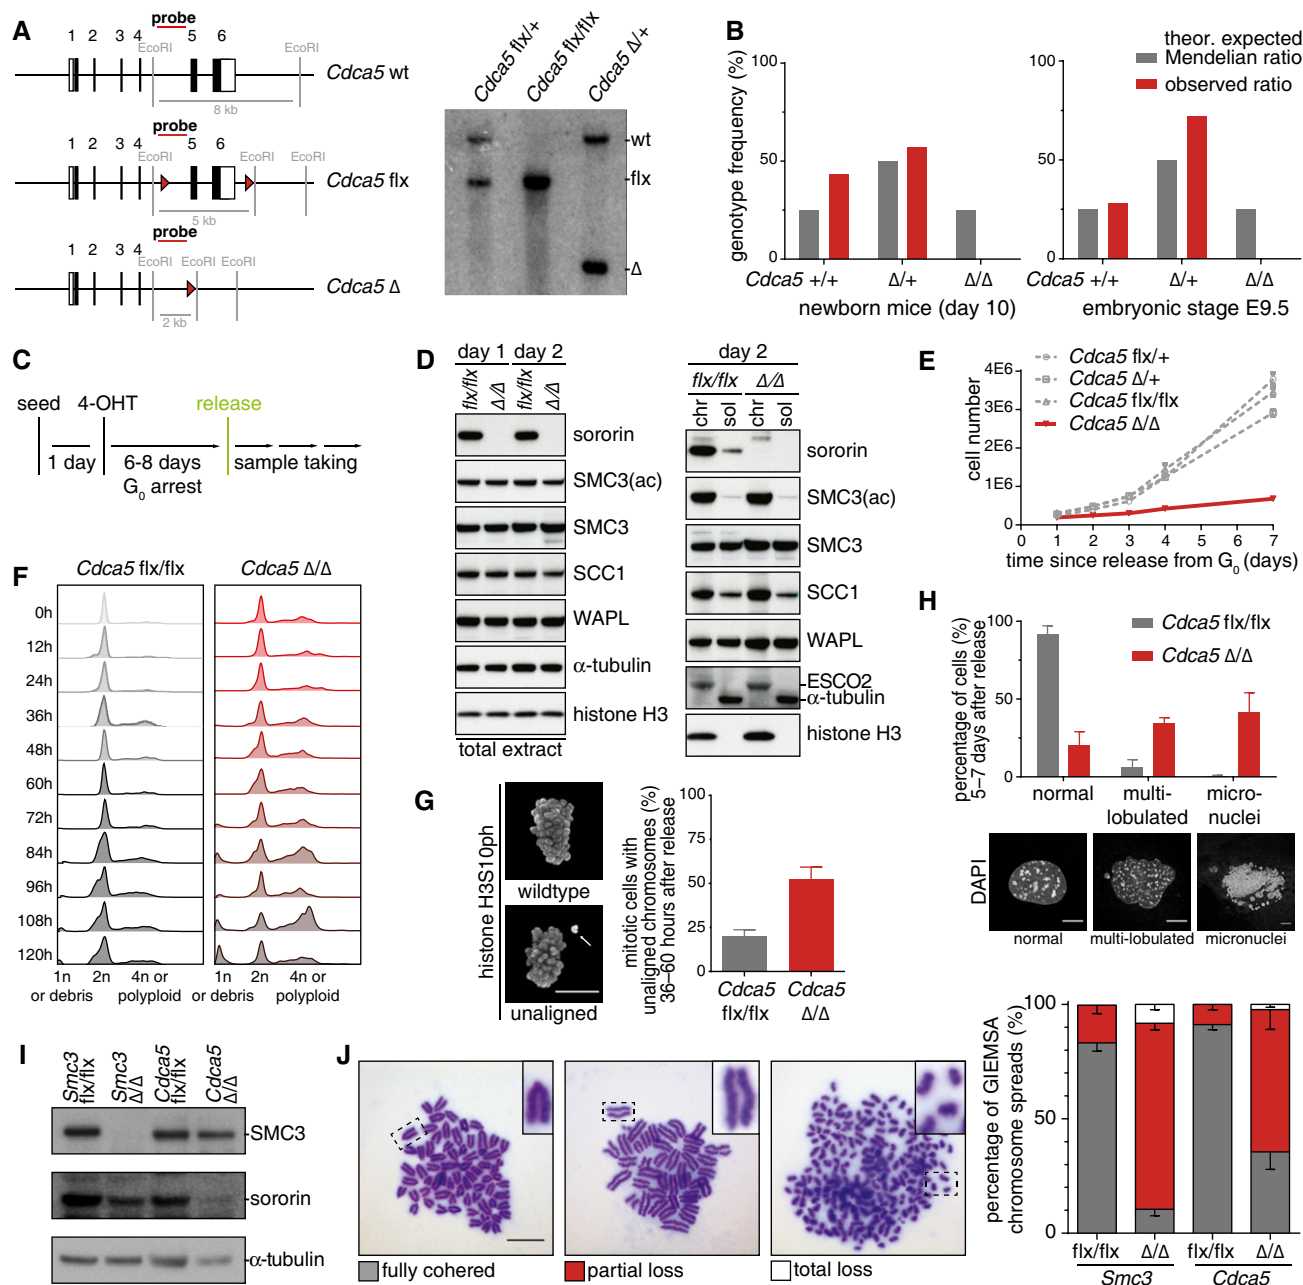 A
probe
1 2 3 4 5 6
EcoRI EcoRI
Cdca5 wt
8 kb
probe
1 2 3 4 5 6
EcoRI EcoRI EcoRI
Cdca5 flx
5 kb
probe
1 2 3 4
EcoRI EcoRI EcoRI
Cdca5 Δ
2 kb
Cdca5 flx/+
Cdca5 flx/flx
Cdca5 Δ/+
-wt
-flx
-Δ
B
theor. expected
Mendelian ratio
observed ratio
genotype frequency (%)
100
50
0
Cdca5 +/+ Δ/+ Δ/Δ
newborn mice (day 10)
100
50
0
Cdca5 +/+ Δ/+ Δ/Δ
embryonic stage E9.5
C
seed 4-OHT release
1 day 6-8 days sample taking
G0 arrest
D
day 1 day 2
flx/flx Δ/Δ flx/flx Δ/Δ
sororin
SMC3(ac)
SMC3
SCC1
WAPL
α-tubulin
histone H3
total extract
day 2
flx/flx Δ/Δ
chr sol chr sol
sororin
SMC3(ac)
SMC3
SCC1
WAPL
ESCO2
α-tubulin
histone H3
E
Cdca5 flx/+
Cdca5 Δ/+
Cdca5 flx/flx
Cdca5 Δ/Δ
cell number
4E6
3E6
2E6
1E6
0
0 1 2 3 4 5 6 7
time since release from G0 (days)
F
Cdca5 flx/flx Cdca5 Δ/Δ
0h
12h
24h
36h
48h
60h
72h
84h
96h
108h
120h
1n 2n 4n or 1n 2n 4n or
or debris polyploid or debris polyploid
G
histone H3S10ph
wildtype
unaligned
mitotic cells with
unaligned chromosomes (%)
36–60 hours after release
100
75
50
25
0
Cdca5 Cdca5
flx/flx Δ/Δ
H
Cdca5 flx/flx
Cdca5 Δ/Δ
percentage of cells (%)
5–7 days after release
100
50
0
normal multi- micro-
lobulated nuclei
DAPI
normal multi-lobulated micronuclei
I
Smc3 flx/flx
Smc3 Δ/Δ
Cdca5 flx/flx
Cdca5 Δ/Δ
-SMC3
-sororin
-α-tubulin
J
fully cohered partial loss total loss
percentage of GIEMSA
chromosome spreads (%)
100
50
0
flx/flx Δ/Δ flx/flx Δ/Δ
Smc3 Cdca5